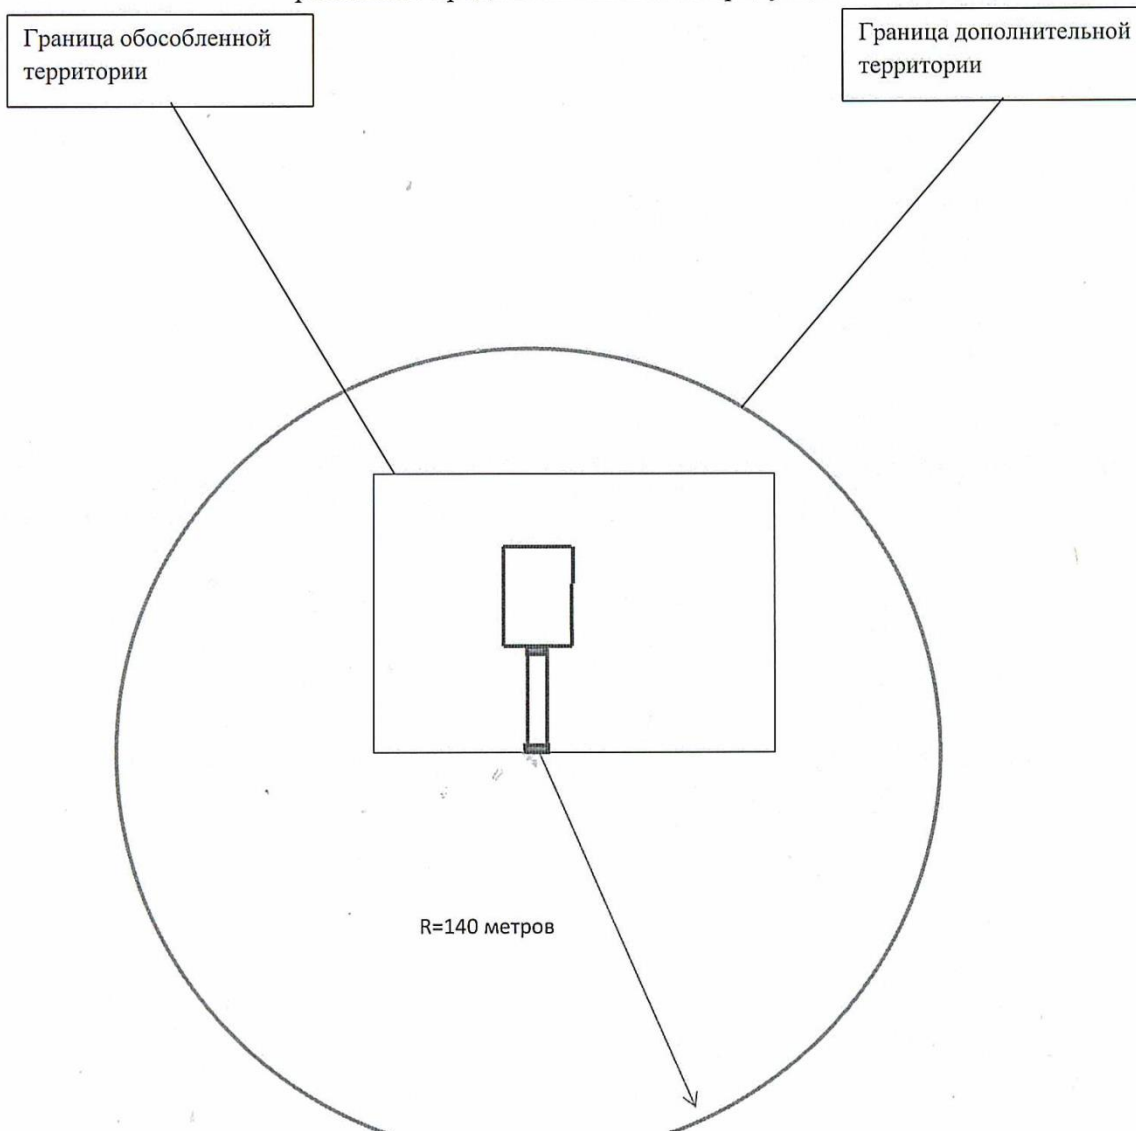 Граница обособленной
территории
Граница дополнительной
территории
R=140 метров